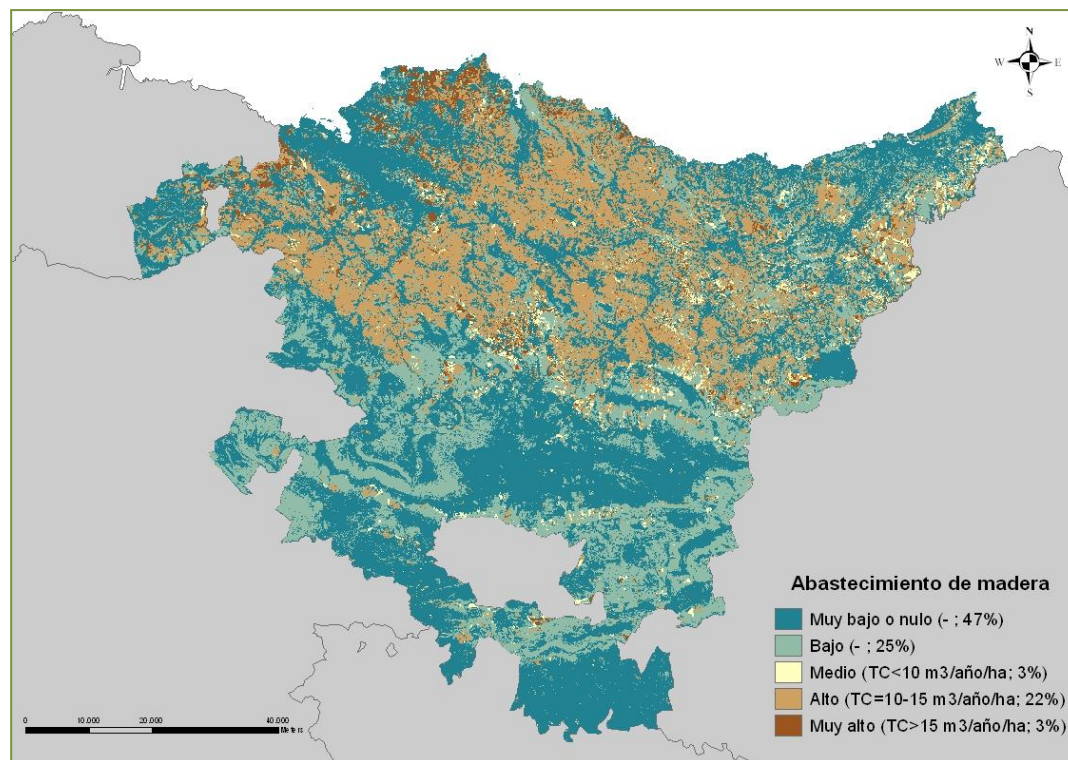 N
W E
S
Abastecimiento de madera
Muy bajo o nulo (- ; 47%)
Bajo (- ; 25%)
Medio (TC<10 m3/año/ha; 3%)
Alto (TC=10-15 m3/año/ha; 22%)
Muy alto (TC>15 m3/año/ha; 3%)
0 10.000 20.000 40.000
Meters